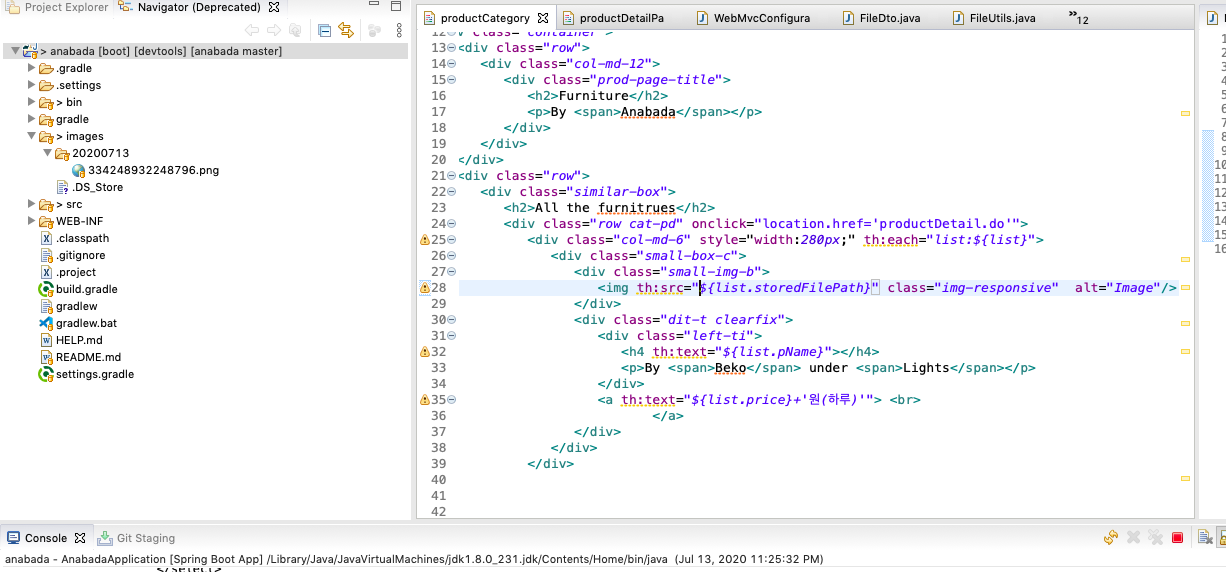 Project Explorer
Navigator (Deprecated)
> anabada [boot] [devtools] [anabada master]
.gradle
.settings
> bin
gradle
> images
20200713
334248932248796.png
.DS_Store
> src
WEB-INF
.classpath
.gitignore
.project
build.gradle
gradlew
gradlew.bat
HELP.md
README.md
settings.gradle
productCategory
productDetailPa
WebMvcConfigura
FileDto.java
FileUtils.java
»12
13 <div class="row">
14 <div class="col-md-12">
15 <div class="prod-page-title">
16 <h2>Furniture</h2>
17 <p>By <span>Anabada</span></p>
18 </div>
19 </div>
20 </div>
21 <div class="row">
22 <div class="similar-box">
23 <h2>All the furnitrues</h2>
24 <div class="row cat-pd" onclick="location.href='productDetail.do'">
25 <div class="col-md-6" style="width:280px;" th:each="list:${list}">
26 <div class="small-box-c">
27 <div class="small-img-b">
28 <img th:src="${list.storedFilePath}" class="img-responsive" alt="Image"/>
29 </div>
30 <div class="dit-t clearfix">
31 <div class="left-ti">
32 <h4 th:text="${list.pName}"></h4>
33 <p>By <span>Beko</span> under <span>Lights</span></p>
34 </div>
35 <a th:text="${list.price}+'원(하루)'"> <br>
36 </a>
37 </div>
38 </div>
39 </div>
40
41
42
Console
Git Staging
anabada - AnabadaApplication [Spring Boot App] /Library/Java/JavaVirtualMachines/jdk1.8.0_231.jdk/Contents/Home/bin/java (Jul 13, 2020 11:25:32 PM)